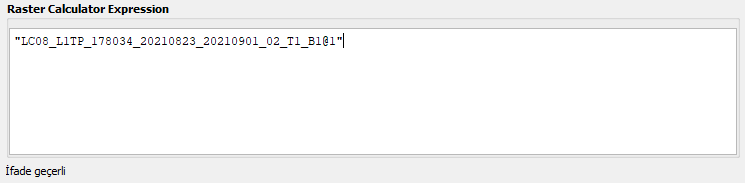 Raster Calculator Expression
"LC08_L1TP_178034_20210823_20210901_02_T1_B1@1"
İfade geçerli